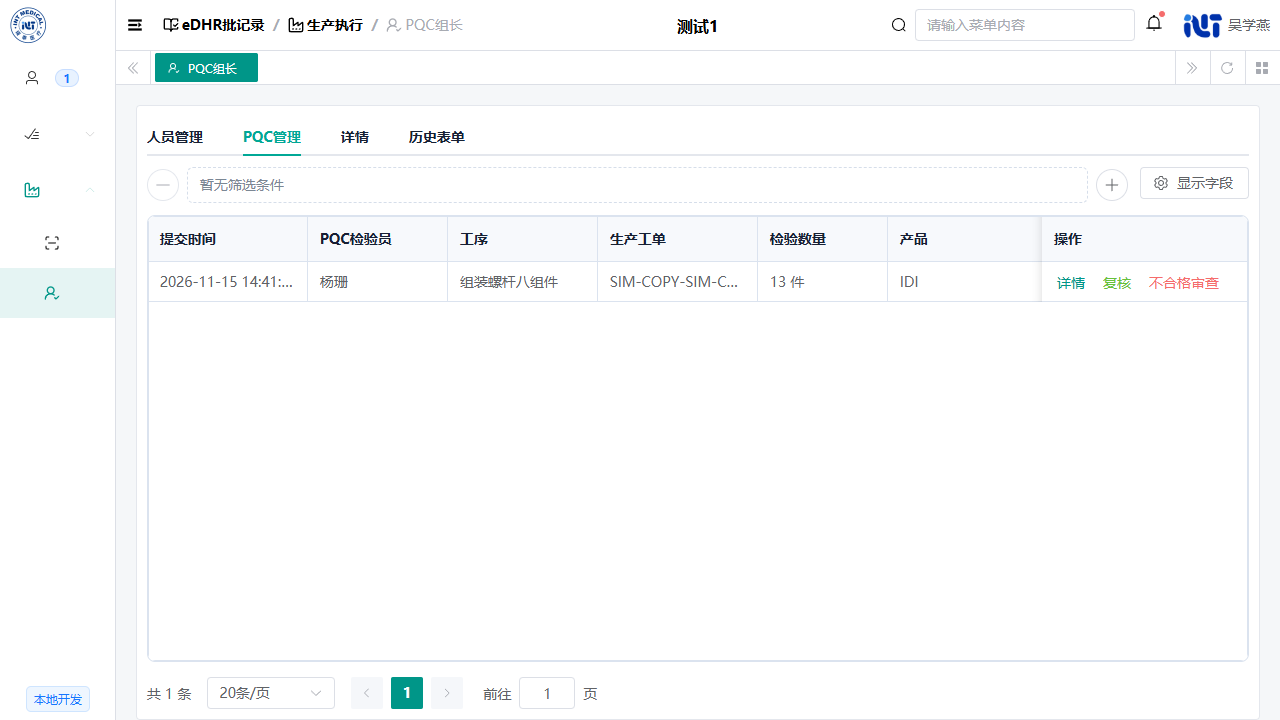 eDHR批记录 / 生产执行 / PQC组长
测试1
请输入菜单内容
吴学燕
1
PQC组长
人员管理 PQC管理 详情 历史表单
暂无筛选条件
显示字段
提交时间 PQC检验员 工序 生产工单 检验数量 产品 操作
2026-11-15 14:41:... 杨珊 组装螺杆八组件 SIM-COPY-SIM-C... 13 件 IDI 详情 复核 不合格审查
共 1 条 20条/页 1 前往 1 页
本地开发